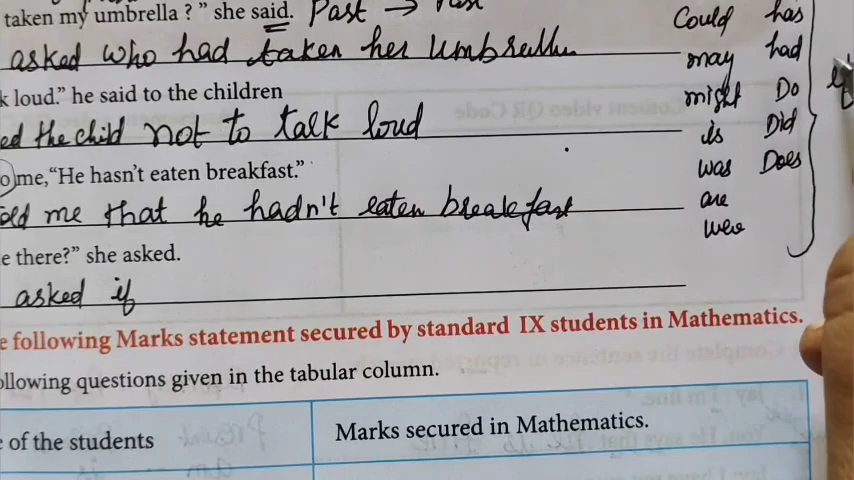 taken my umbrella ? " she said. Past → Past
asked who had taken her umbrella
k loud." he said to the children
ed the child not to talk loud
o me, "He hasn't eaten breakfast."
old me that he hadn't eaten breakfast
e there?" she asked.
asked if
could has
may had
might Do
is Did
was Does
are
were
if
e following Marks statement secured by standard IX students in Mathematics.
ollowing questions given in the tabular column.
e of the students Marks secured in Mathematics.